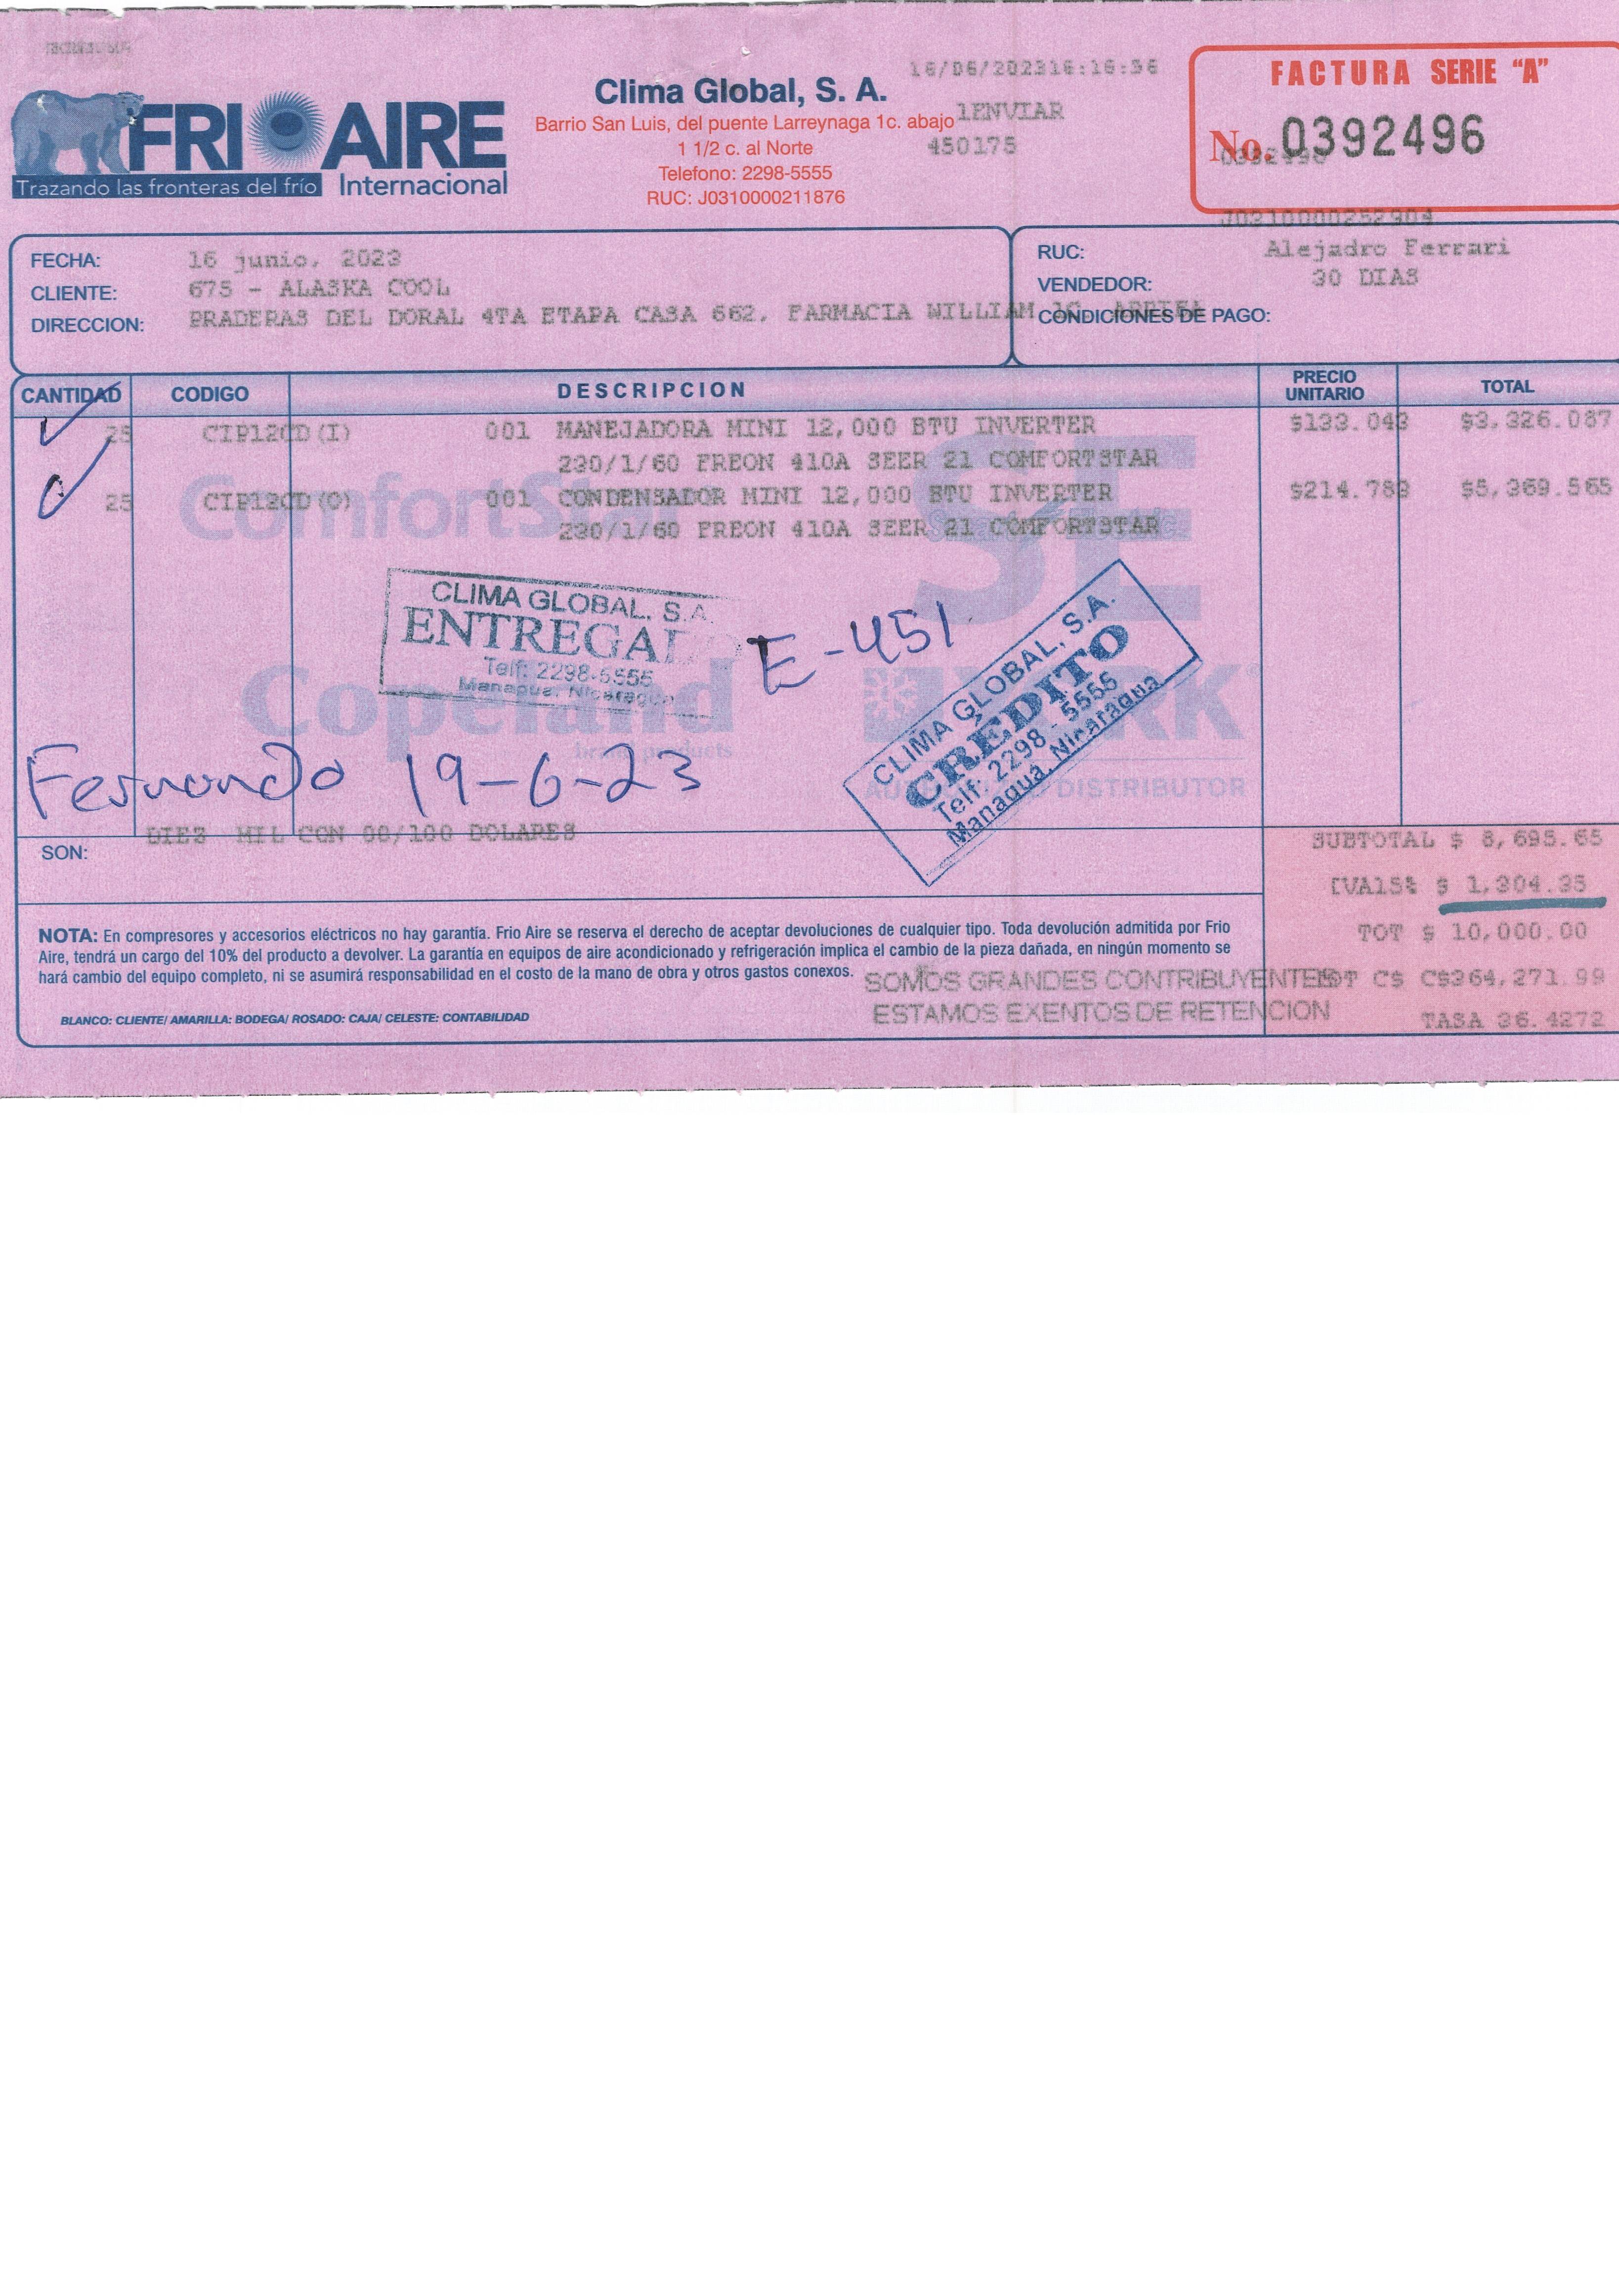 FRIOAIRE
Trazando las fronteras del frío Internacional
Clima Global, S. A.
Barrio San Luis, del puente Larreynaga 1c. abajo
1 1/2 c. al Norte
Telefono: 2298-5555
RUC: J0310000211876
16/06/202316:16:36
1ENVIAR
450175
FACTURA SERIE “A”
No. 0392496
J0310000252904
FECHA: 16 junio, 2023
CLIENTE: 675 - ALASKA COOL
DIRECCION: PRADERAS DEL DORAL 4TA ETAPA CASA 662, FARMACIA WILLIAM 1C. ARRIBA
RUC:
Alejadro Ferrari
VENDEDOR: 30 DIAS
CONDICIONES DE PAGO:
CANTIDAD CODIGO DESCRIPCION PRECIO UNITARIO TOTAL
25 CIP12CD(I) 001 MANEJADORA MINI 12,000 BTU INVERTER $133.043 $3,326.087
230/1/60 FREON 410A SEER 21 COMFORTSTAR
25 CIP12CD(O) 001 CONDENSADOR MINI 12,000 BTU INVERTER $214.783 $5,369.565
230/1/60 FREON 410A SEER 21 COMFORTSTAR
CLIMA GLOBAL, S.A.
ENTREGADO
Telf: 2298-5555
Managua, Nicaragua
E-451
CLIMA GLOBAL, S.A.
CREDITO
Telf: 2298 - 5555
Managua, Nicaragua
Copeland
brand products
DISTRIBUTOR
Fernando 19-6-23
SON: DIEZ MIL CON 00/100 DOLARES
SUBTOTAL $ 8,695.65
IVA15% $ 1,304.35
TOT $ 10,000.00
TOT C$ C$364,271.99
TASA 36.4272
NOTA: En compresores y accesorios eléctricos no hay garantía. Frio Aire se reserva el derecho de aceptar devoluciones de cualquier tipo. Toda devolución admitida por Frio
Aire, tendrá un cargo del 10% del producto a devolver. La garantía en equipos de aire acondicionado y refrigeración implica el cambio de la pieza dañada, en ningún momento se
hará cambio del equipo completo, ni se asumirá responsabilidad en el costo de la mano de obra y otros gastos conexos.
SOMOS GRANDES CONTRIBUYENTES
ESTAMOS EXENTOS DE RETENCION
BLANCO: CLIENTE/ AMARILLA: BODEGA/ ROSADO: CAJA/ CELESTE: CONTABILIDAD